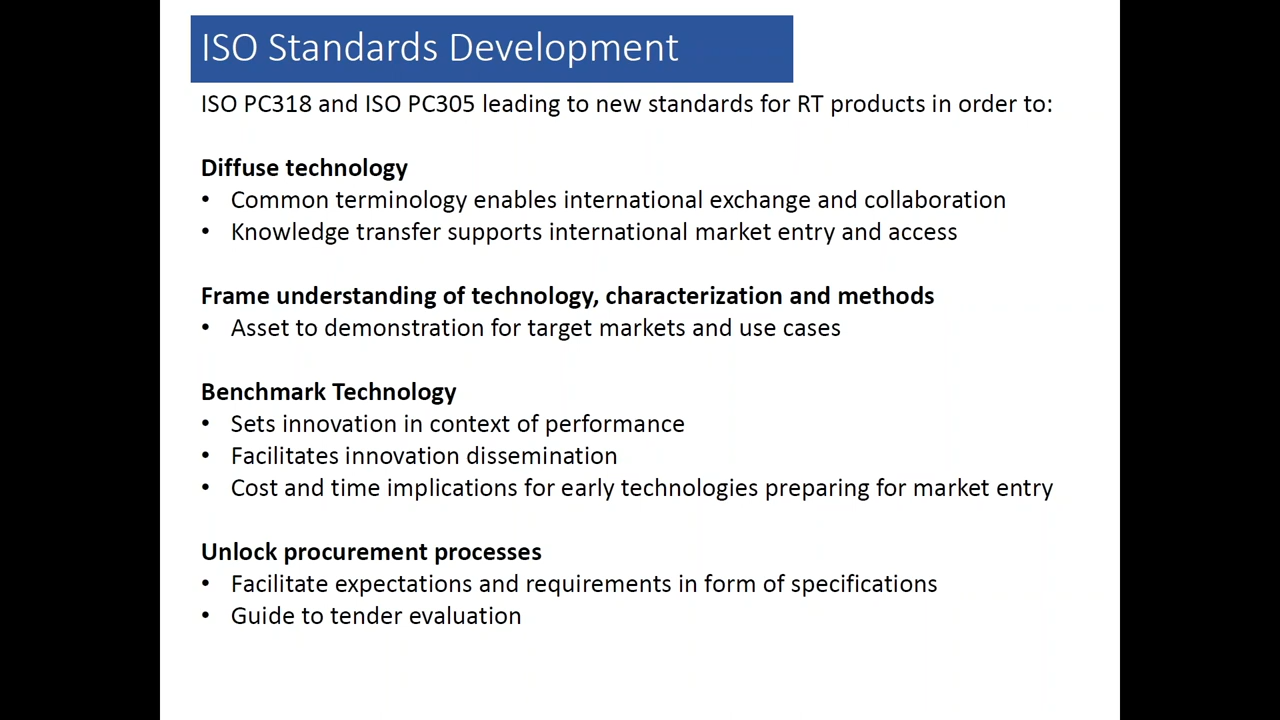 ISO Standards Development
ISO PC318 and ISO PC305 leading to new standards for RT products in order to:
Diffuse technology
• Common terminology enables international exchange and collaboration
• Knowledge transfer supports international market entry and access
Frame understanding of technology, characterization and methods
• Asset to demonstration for target markets and use cases
Benchmark Technology
• Sets innovation in context of performance
• Facilitates innovation dissemination
• Cost and time implications for early technologies preparing for market entry
Unlock procurement processes
• Facilitate expectations and requirements in form of specifications
• Guide to tender evaluation